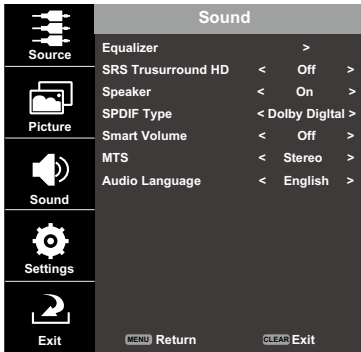 Sound
Source
Picture
Sound
Settings
Exit
Equalizer >
SRS Trusurround HD < Off >
Speaker < On >
SPDIF Type < Dolby Digltal >
Smart Volume < Off >
MTS < Stereo >
Audio Language < English >
MENU Return CLEAR Exit